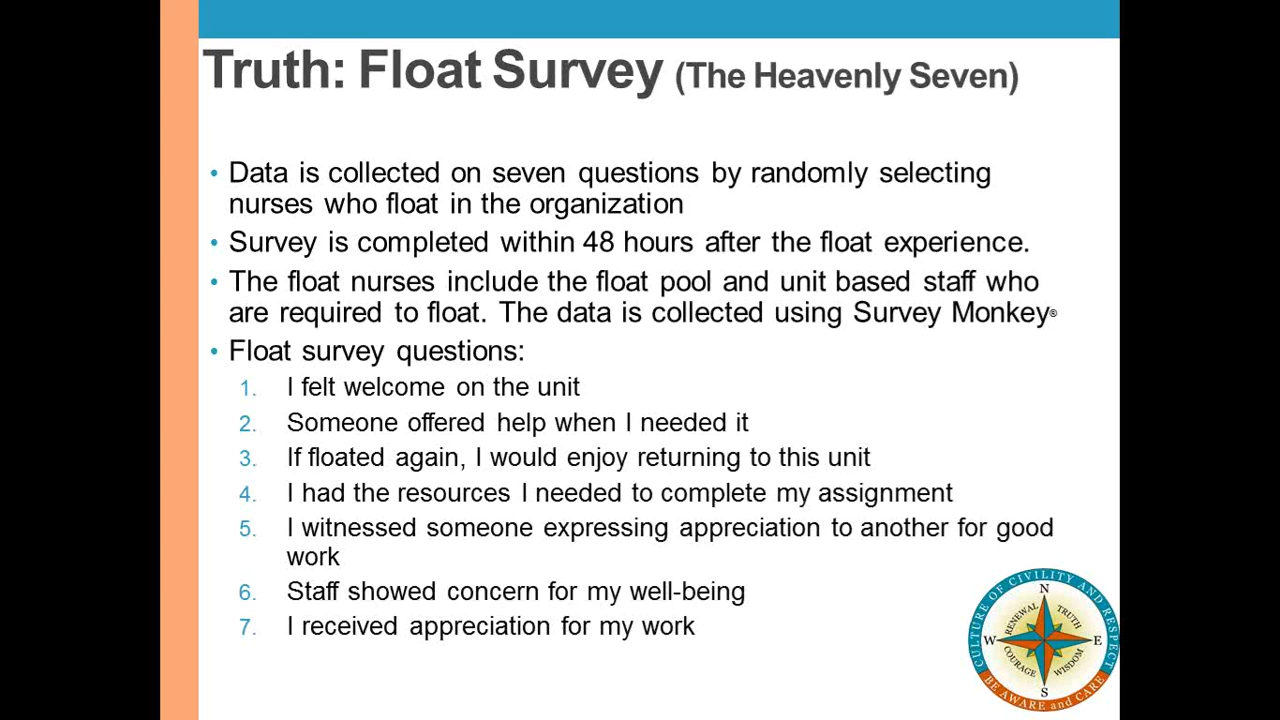 Truth: Float Survey (The Heavenly Seven)
• Data is collected on seven questions by randomly selecting
nurses who float in the organization
• Survey is completed within 48 hours after the float experience.
• The float nurses include the float pool and unit based staff who
are required to float. The data is collected using Survey Monkey®
• Float survey questions:
1. I felt welcome on the unit
2. Someone offered help when I needed it
3. If floated again, I would enjoy returning to this unit
4. I had the resources I needed to complete my assignment
5. I witnessed someone expressing appreciation to another for good
work
6. Staff showed concern for my well-being
7. I received appreciation for my work
CULTURE OF CIVILITY AND RESPECT
N
RENEWAL TRUTH
W E
COURAGE WISDOM
S
BE AWARE and CARE